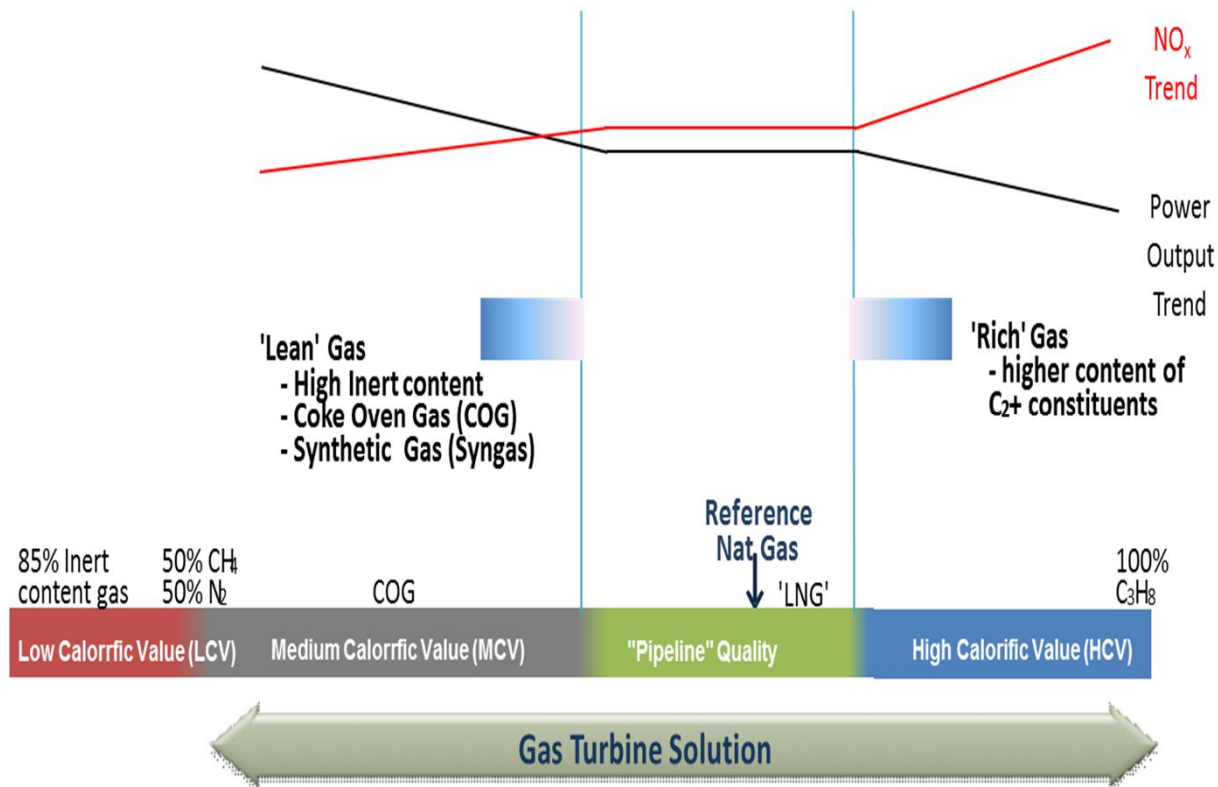 NOx
Trend
Power
Output
Trend
'Lean' Gas
- High Inert content
- Coke Oven Gas (COG)
- Synthetic Gas (Syngas)
'Rich' Gas
- higher content of
C2+ constituents
Reference
Nat Gas
85% Inert
content gas
50% CH4
50% N2
COG
'LNG'
100%
C3H8
Low Calorrfic Value (LCV)
Medium Calorrfic Value (MCV)
"Pipeline" Quality
High Calorific Value (HCV)
Gas Turbine Solution